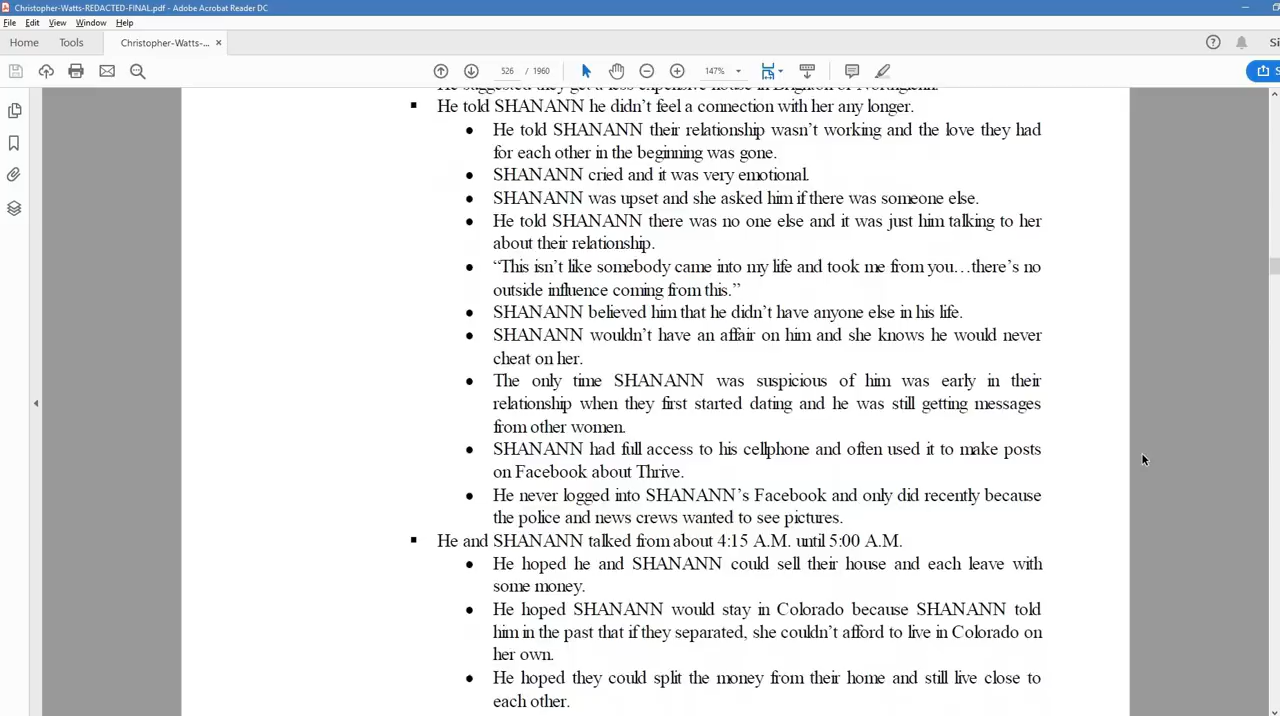 Christopher-Watts-REDACTED-FINAL.pdf - Adobe Acrobat Reader DC
File Edit View Window Help
Home Tools Christopher-Watts-... ×
526 / 1960 147%
He suggested they get a less expensive house in Brighton or Northglenn.
▪ He told SHANANN he didn’t feel a connection with her any longer.
● He told SHANANN their relationship wasn’t working and the love they had
for each other in the beginning was gone.
● SHANANN cried and it was very emotional.
● SHANANN was upset and she asked him if there was someone else.
● He told SHANANN there was no one else and it was just him talking to her
about their relationship.
● “This isn’t like somebody came into my life and took me from you…there’s no
outside influence coming from this.”
● SHANANN believed him that he didn’t have anyone else in his life.
● SHANANN wouldn’t have an affair on him and she knows he would never
cheat on her.
● The only time SHANANN was suspicious of him was early in their
relationship when they first started dating and he was still getting messages
from other women.
● SHANANN had full access to his cellphone and often used it to make posts
on Facebook about Thrive.
● He never logged into SHANANN’s Facebook and only did recently because
the police and news crews wanted to see pictures.
▪ He and SHANANN talked from about 4:15 A.M. until 5:00 A.M.
● He hoped he and SHANANN could sell their house and each leave with
some money.
● He hoped SHANANN would stay in Colorado because SHANANN told
him in the past that if they separated, she couldn’t afford to live in Colorado on
her own.
● He hoped they could split the money from their home and still live close to
each other.